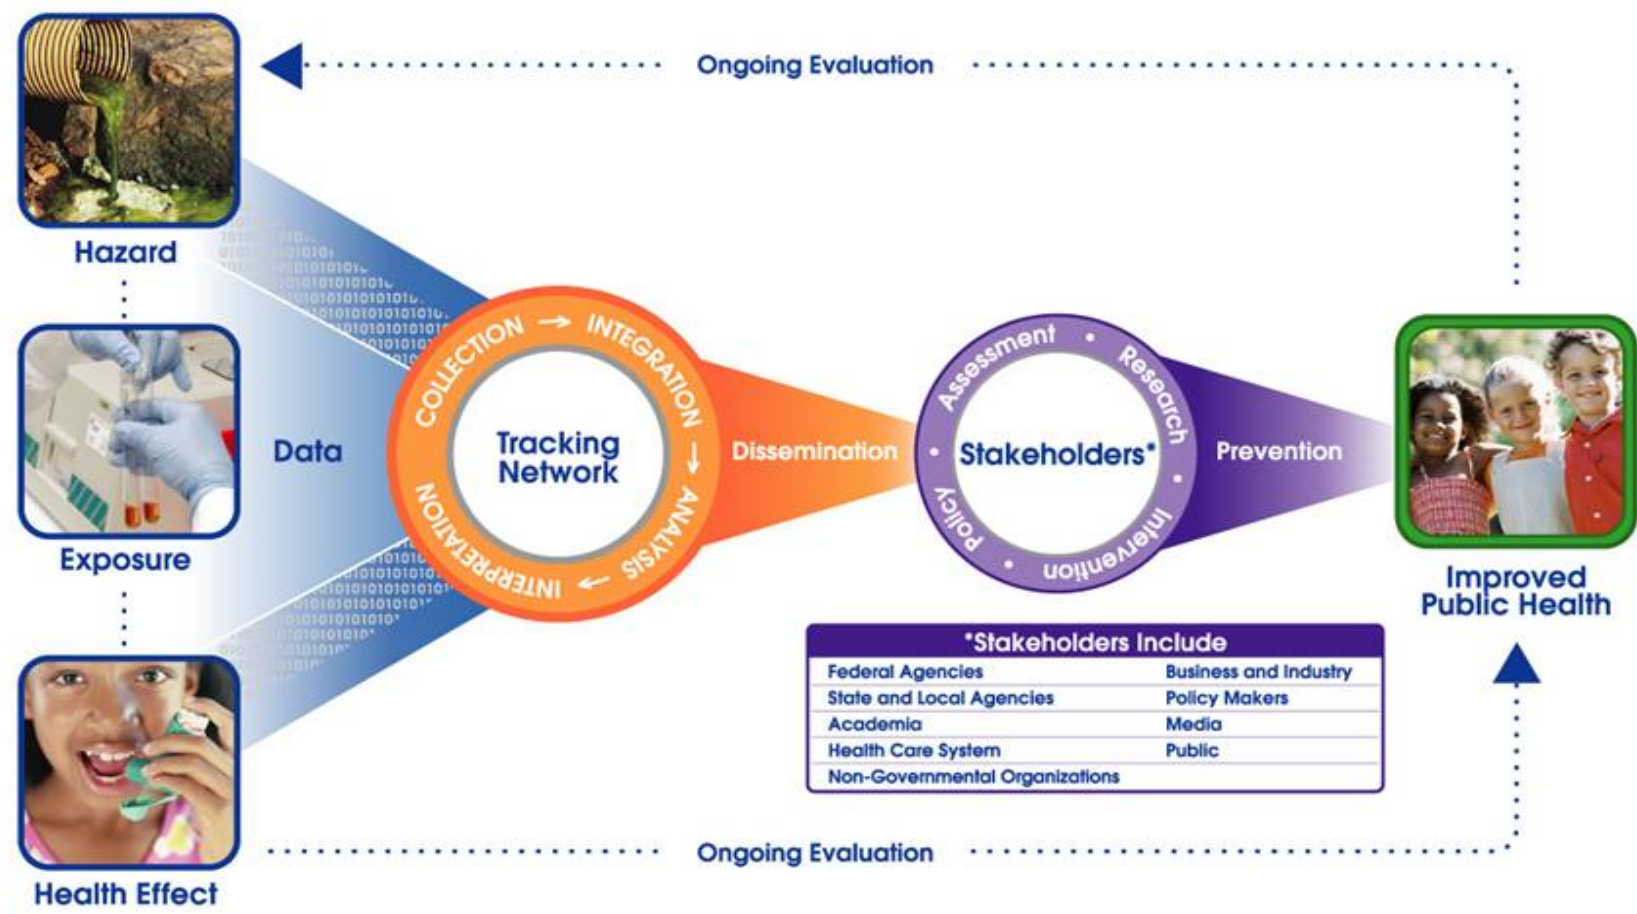 Ongoing Evaluation
Hazard
Exposure
Health Effect
Data
COLLECTION → INTEGRATION → ANALYSIS → INTERPRETATION
Tracking
Network
Dissemination
Assessment • Research • Intervention • Policy •
Stakeholders*
Prevention
Improved
Public Health
*Stakeholders Include
Federal Agencies
Business and Industry
State and Local Agencies
Policy Makers
Academia
Media
Health Care System
Public
Non-Governmental Organizations
Ongoing Evaluation